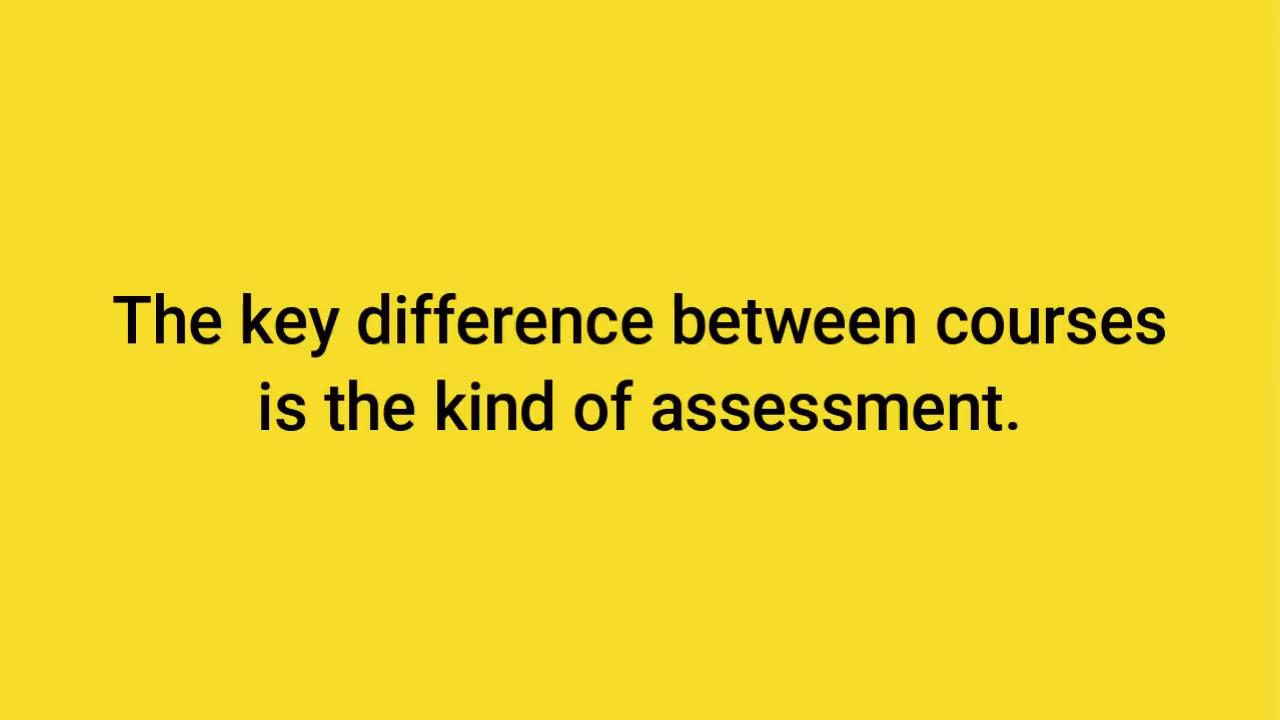 The key difference between courses
is the kind of assessment.